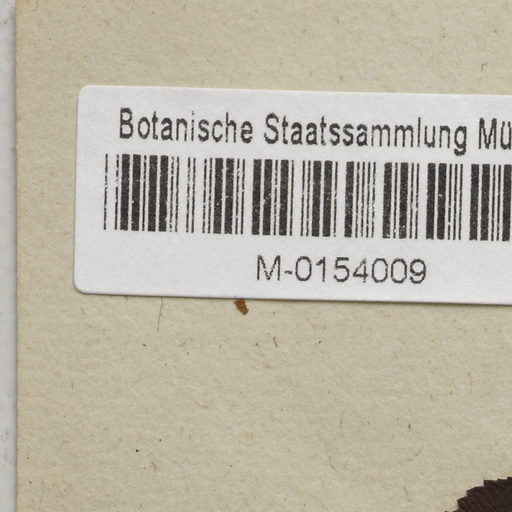 Botanische Staatssammlung Mü
M-0154009